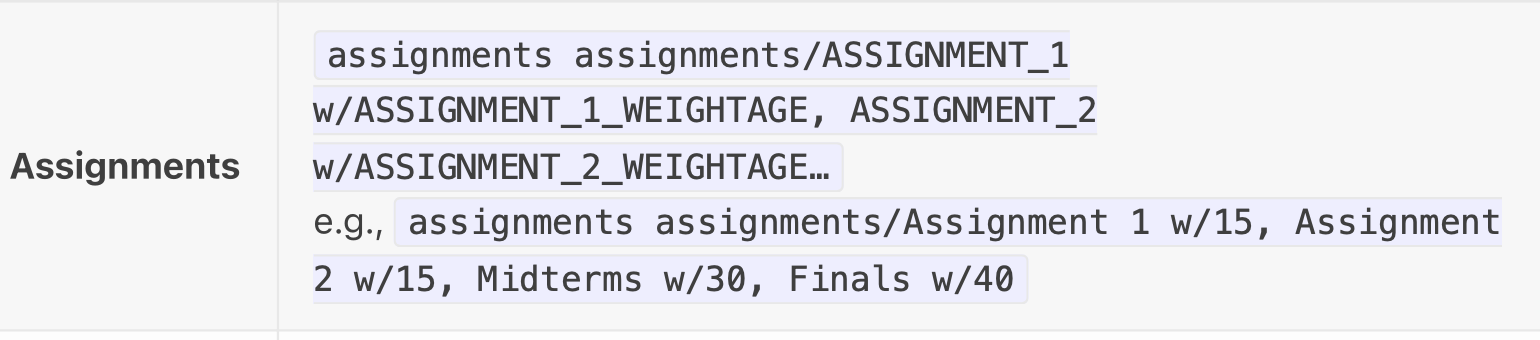 assignments assignments/ASSIGNMENT_1
w/ASSIGNMENT_1_WEIGHTAGE, ASSIGNMENT_2
Assignments
w/ASSIGNMENT_2_WEIGHTAGE…
e.g., assignments assignments/Assignment 1 w/15, Assignment
2 w/15, Midterms w/30, Finals w/40